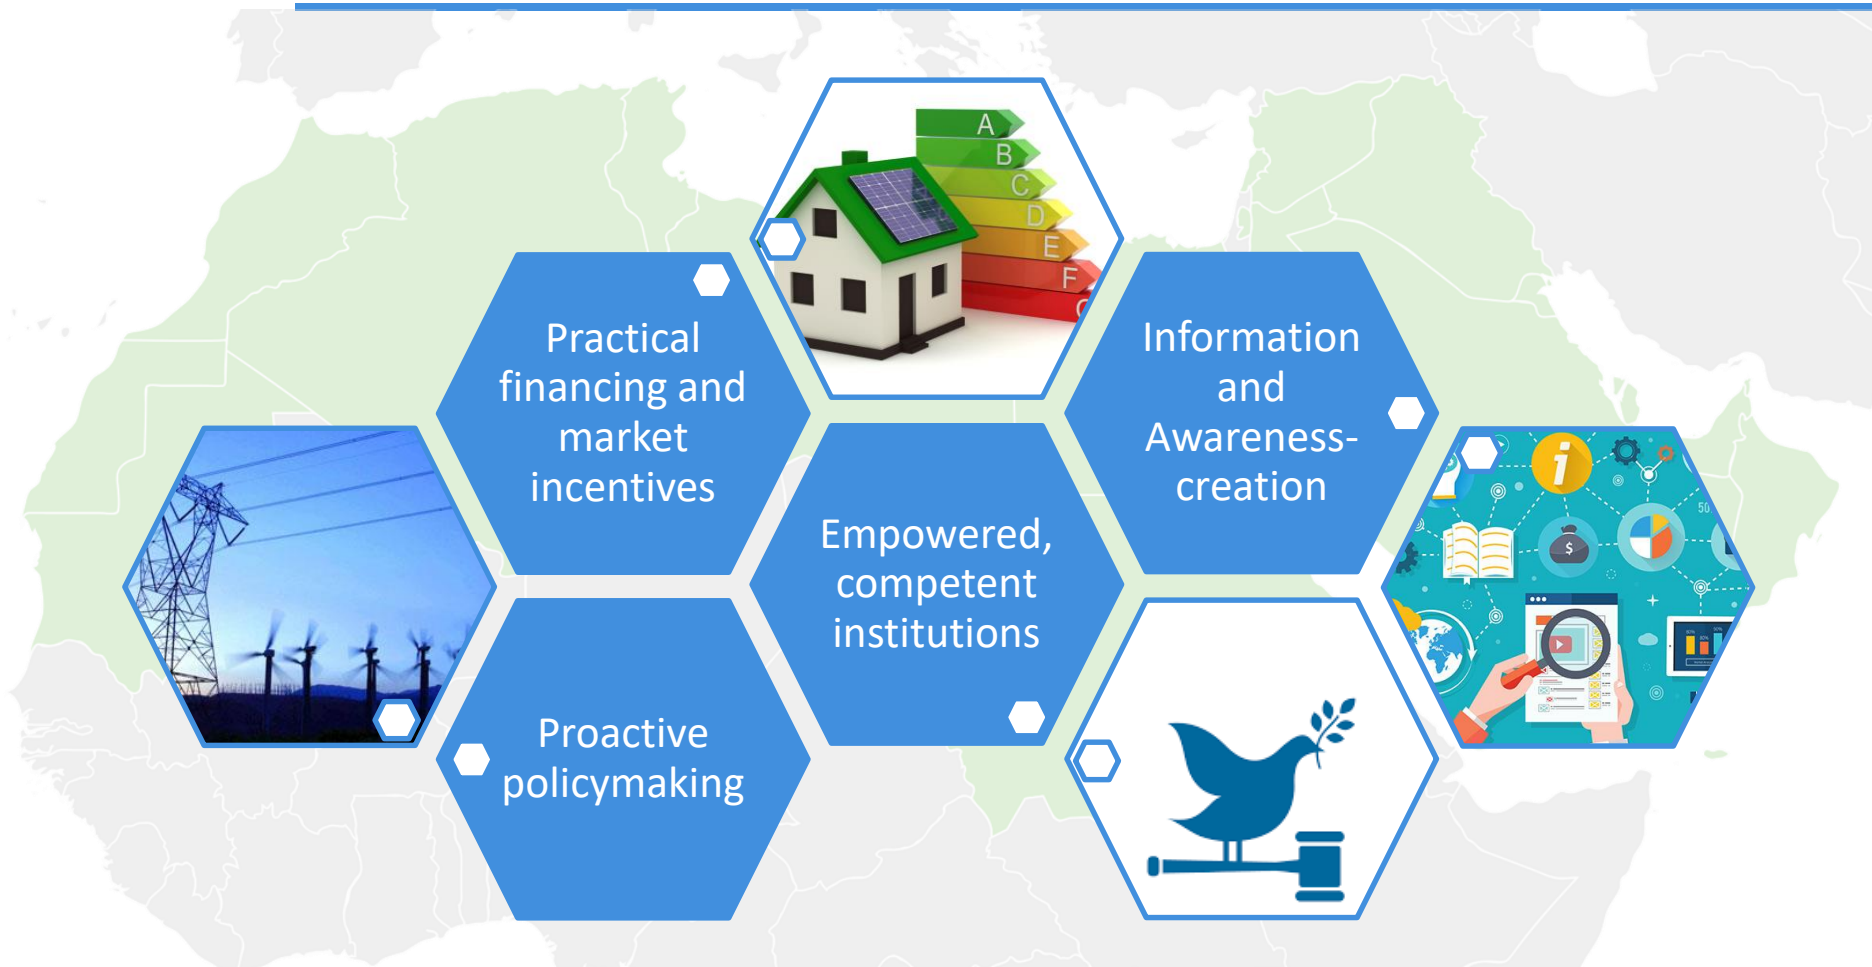 A
B
C
D
E
F
Practical
financing and
market
incentives
Information
and
Awareness-
creation
Empowered,
competent
institutions
Proactive
policymaking
i
$